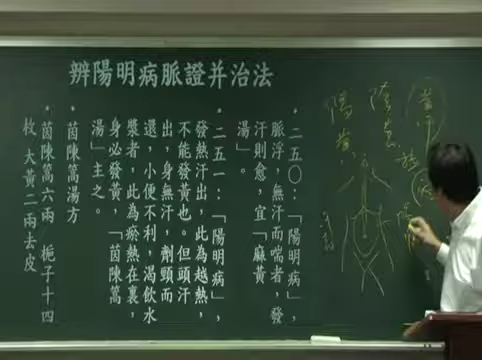 辨陽明病脈證并治法
·二五〇：「陽明病」，
脈浮，無汗而喘者，發
汗則愈，宜「麻黃
湯」。
·二五一：「陽明病」，
發熱汗出，此為越熱，
不能發黃也。但頭汗
出，身無汗，劑頸而
還，小便不利，渴飲水
漿者，此為瘀熱在裏，
身必發黃，「茵陳蒿
湯」主之。
·茵陳蒿湯方
·茵陳蒿六兩 梔子十四
枚 大黃二兩去皮
陰黃
陽黃